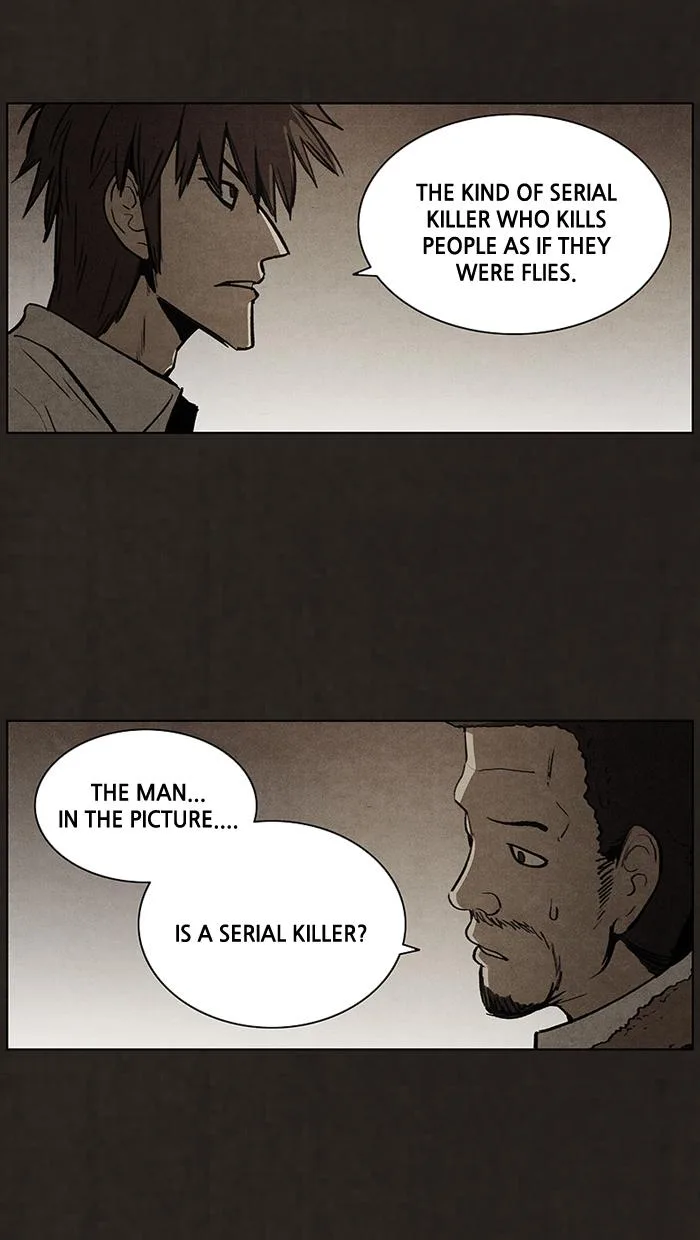 THE KIND OF SERIAL
KILLER WHO KILLS
PEOPLE AS IF THEY
WERE FLIES.
THE MAN...
IN THE PICTURE....
IS A SERIAL KILLER?